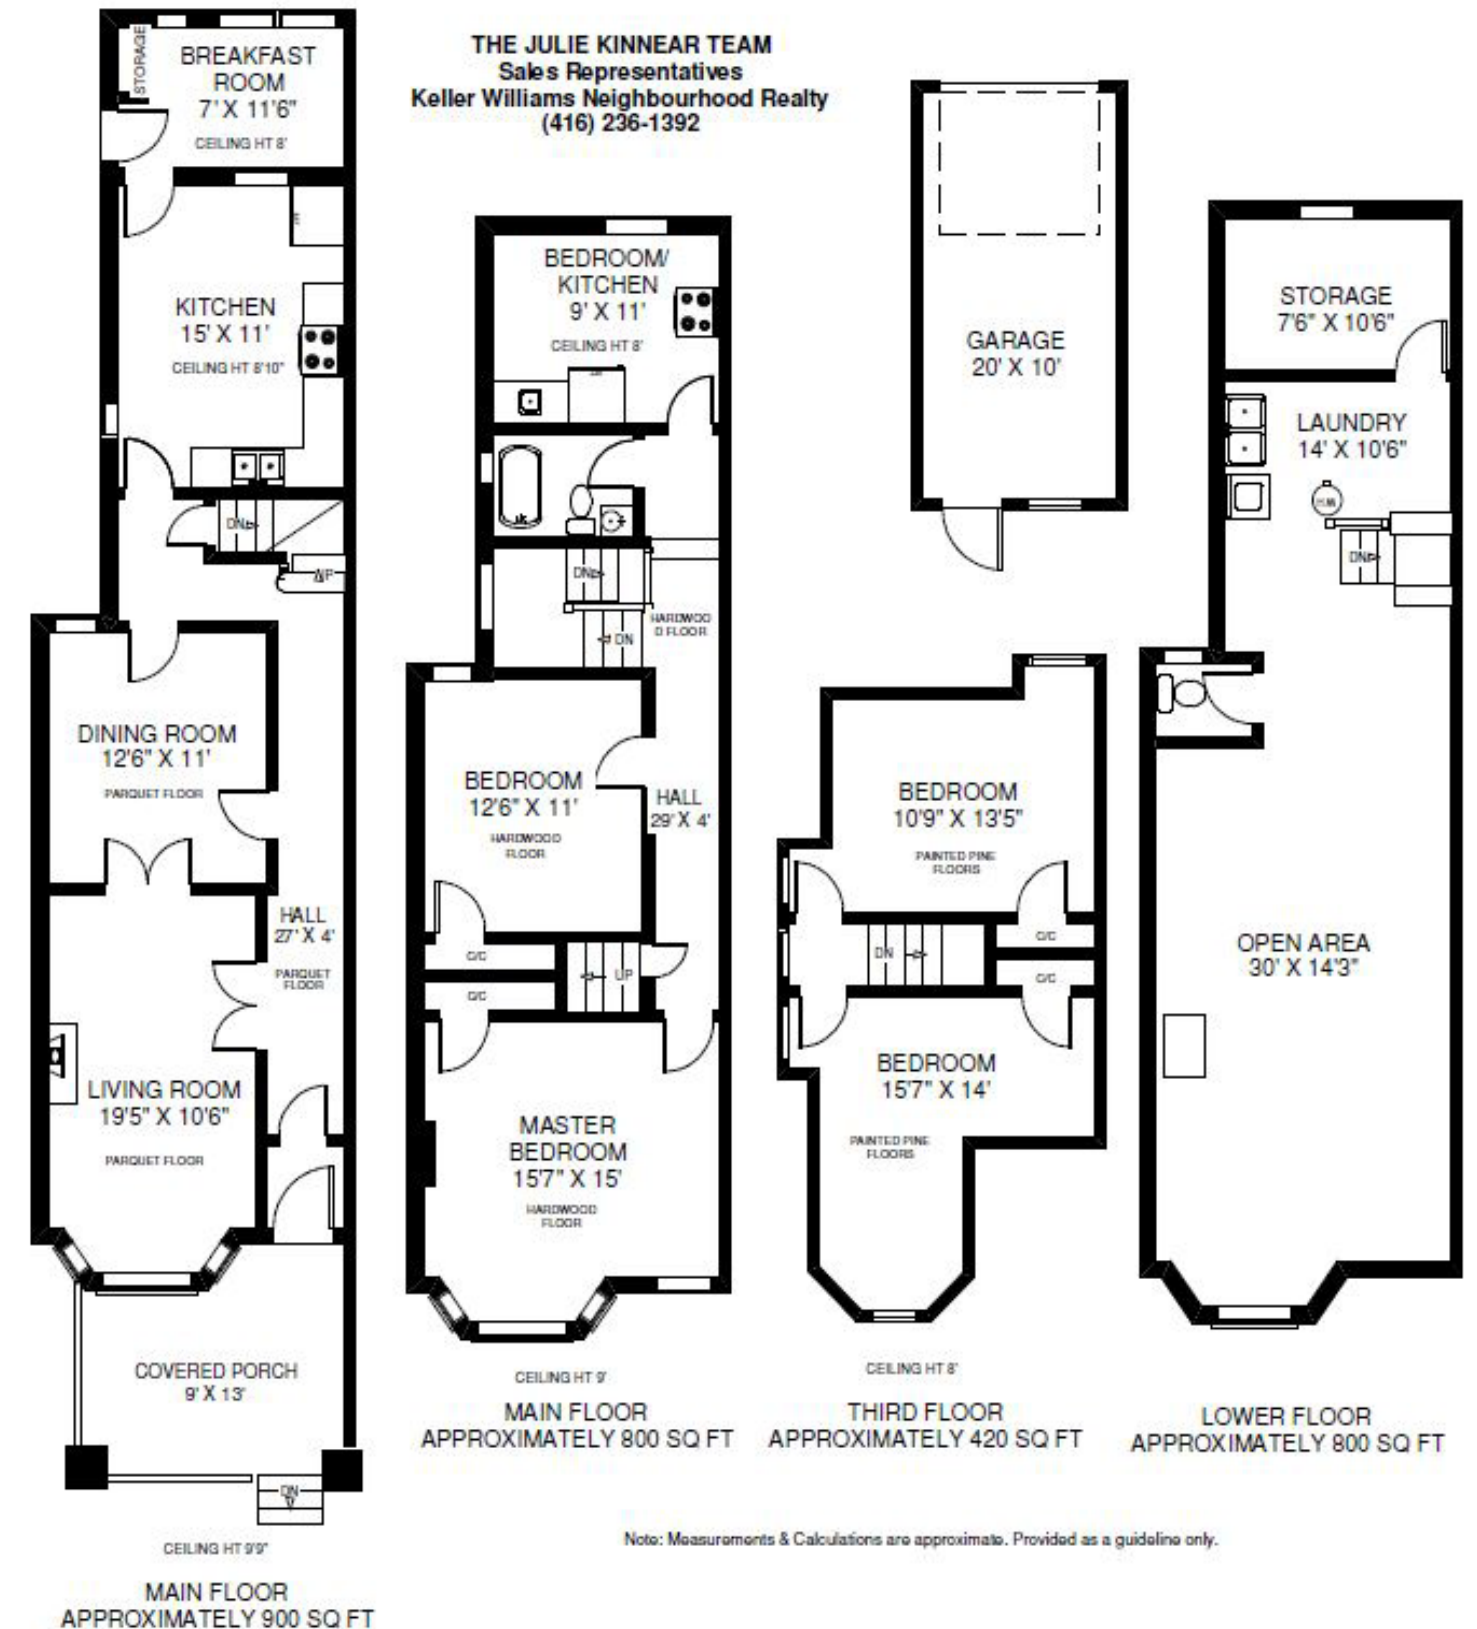 THE JULIE KINNEAR TEAM
Sales Representatives
Keller Williams Neighbourhood Realty
(416) 236-1392
STORAGE
BREAKFAST
ROOM
7' X 11'6"
CEILING HT 8'
KITCHEN
15' X 11'
CEILING HT 8'10"
DN
UP
DINING ROOM
12'6" X 11'
PARQUET FLOOR
HALL
27' X 4'
PARQUET
FLOOR
LIVING ROOM
19'5" X 10'6"
PARQUET FLOOR
COVERED PORCH
9' X 13'
DN
CEILING HT 9'9"
MAIN FLOOR
APPROXIMATELY 900 SQ FT
BEDROOM/
KITCHEN
9' X 11'
CEILING HT 8'
DN
HARDWOO
D FLOOR
DN
BEDROOM
12'6" X 11'
HARDWOOD
FLOOR
HALL
29' X 4'
C/C
UP
C/C
MASTER
BEDROOM
15'7" X 15'
HARDWOOD
FLOOR
CEILING HT 9'
MAIN FLOOR
APPROXIMATELY 800 SQ FT
GARAGE
20' X 10'
BEDROOM
10'9" X 13'5"
PAINTED PINE
FLOORS
C/C
DN
C/C
BEDROOM
15'7" X 14'
PAINTED PINE
FLOORS
CEILING HT 8'
THIRD FLOOR
APPROXIMATELY 420 SQ FT
STORAGE
7'6" X 10'6"
LAUNDRY
14' X 10'6"
H.W
DN
OPEN AREA
30' X 14'3"
LOWER FLOOR
APPROXIMATELY 800 SQ FT
Note: Measurements & Calculations are approximate. Provided as a guideline only.